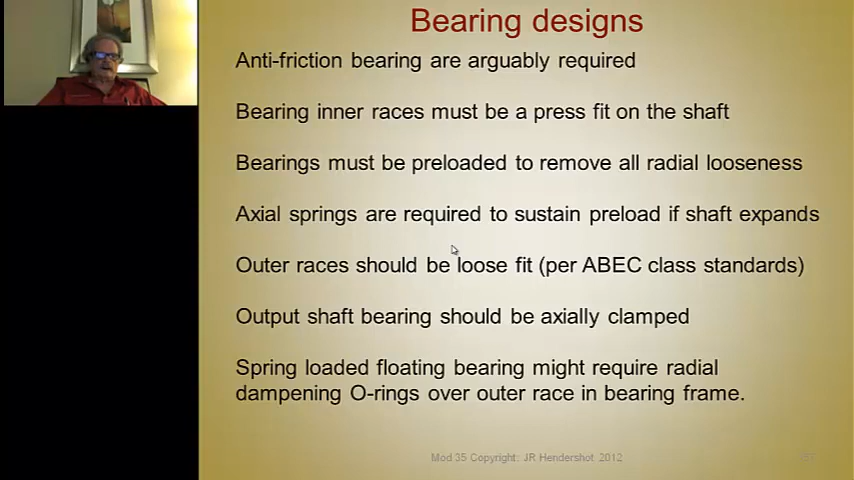 Bearing designs
Anti-friction bearing are arguably required
Bearing inner races must be a press fit on the shaft
Bearings must be preloaded to remove all radial looseness
Axial springs are required to sustain preload if shaft expands
Outer races should be loose fit (per ABEC class standards)
Output shaft bearing should be axially clamped
Spring loaded floating bearing might require radial
dampening O-rings over outer race in bearing frame.
Mod 35 Copyright: JR Hendershot 2012